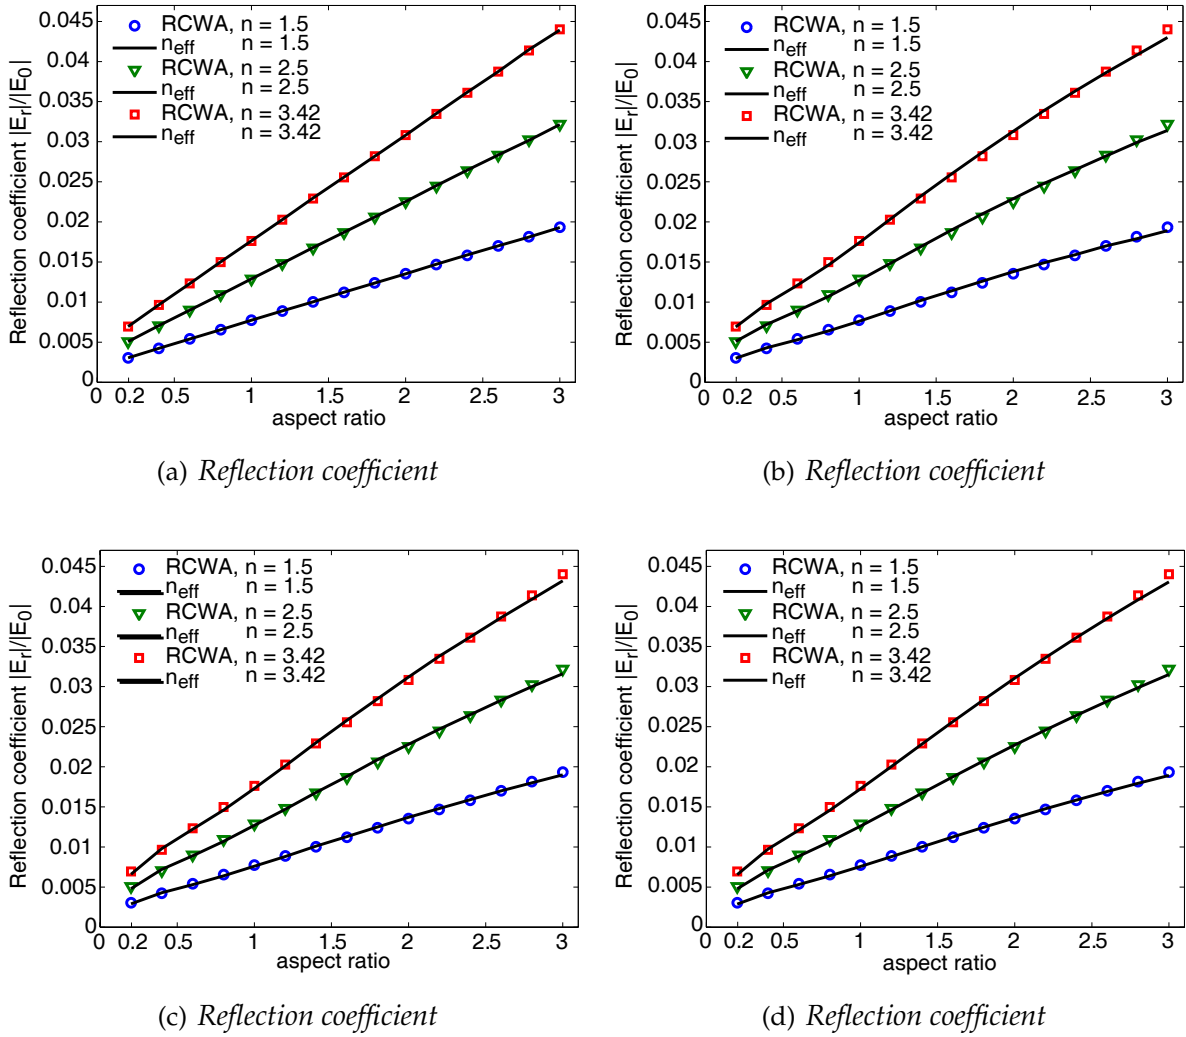 Reflection coefficient |E_r|/|E_0|
0.045
0.04
0.035
0.03
0.025
0.02
0.015
0.01
0.005
0
RCWA, n = 1.5
n_eff n = 1.5
RCWA, n = 2.5
n_eff n = 2.5
RCWA, n = 3.42
n_eff n = 3.42
0 0.2 0.5 1 1.5 2 2.5 3
aspect ratio
(a) Reflection coefficient
Reflection coefficient |E_r|/|E_0|
0.045
0.04
0.035
0.03
0.025
0.02
0.015
0.01
0.005
0
RCWA, n = 1.5
n_eff n = 1.5
RCWA, n = 2.5
n_eff n = 2.5
RCWA, n = 3.42
n_eff n = 3.42
0 0.2 0.5 1 1.5 2 2.5 3
aspect ratio
(b) Reflection coefficient
Reflection coefficient |E_r|/|E_0|
0.045
0.04
0.035
0.03
0.025
0.02
0.015
0.01
0.005
0
RCWA, n = 1.5
n_eff n = 1.5
RCWA, n = 2.5
n_eff n = 2.5
RCWA, n = 3.42
n_eff n = 3.42
0 0.2 0.5 1 1.5 2 2.5 3
aspect ratio
(c) Reflection coefficient
Reflection coefficient |E_r|/|E_0|
0.045
0.04
0.035
0.03
0.025
0.02
0.015
0.01
0.005
0
RCWA, n = 1.5
n_eff n = 1.5
RCWA, n = 2.5
n_eff n = 2.5
RCWA, n = 3.42
n_eff n = 3.42
0 0.2 0.5 1 1.5 2 2.5 3
aspect ratio
(d) Reflection coefficient